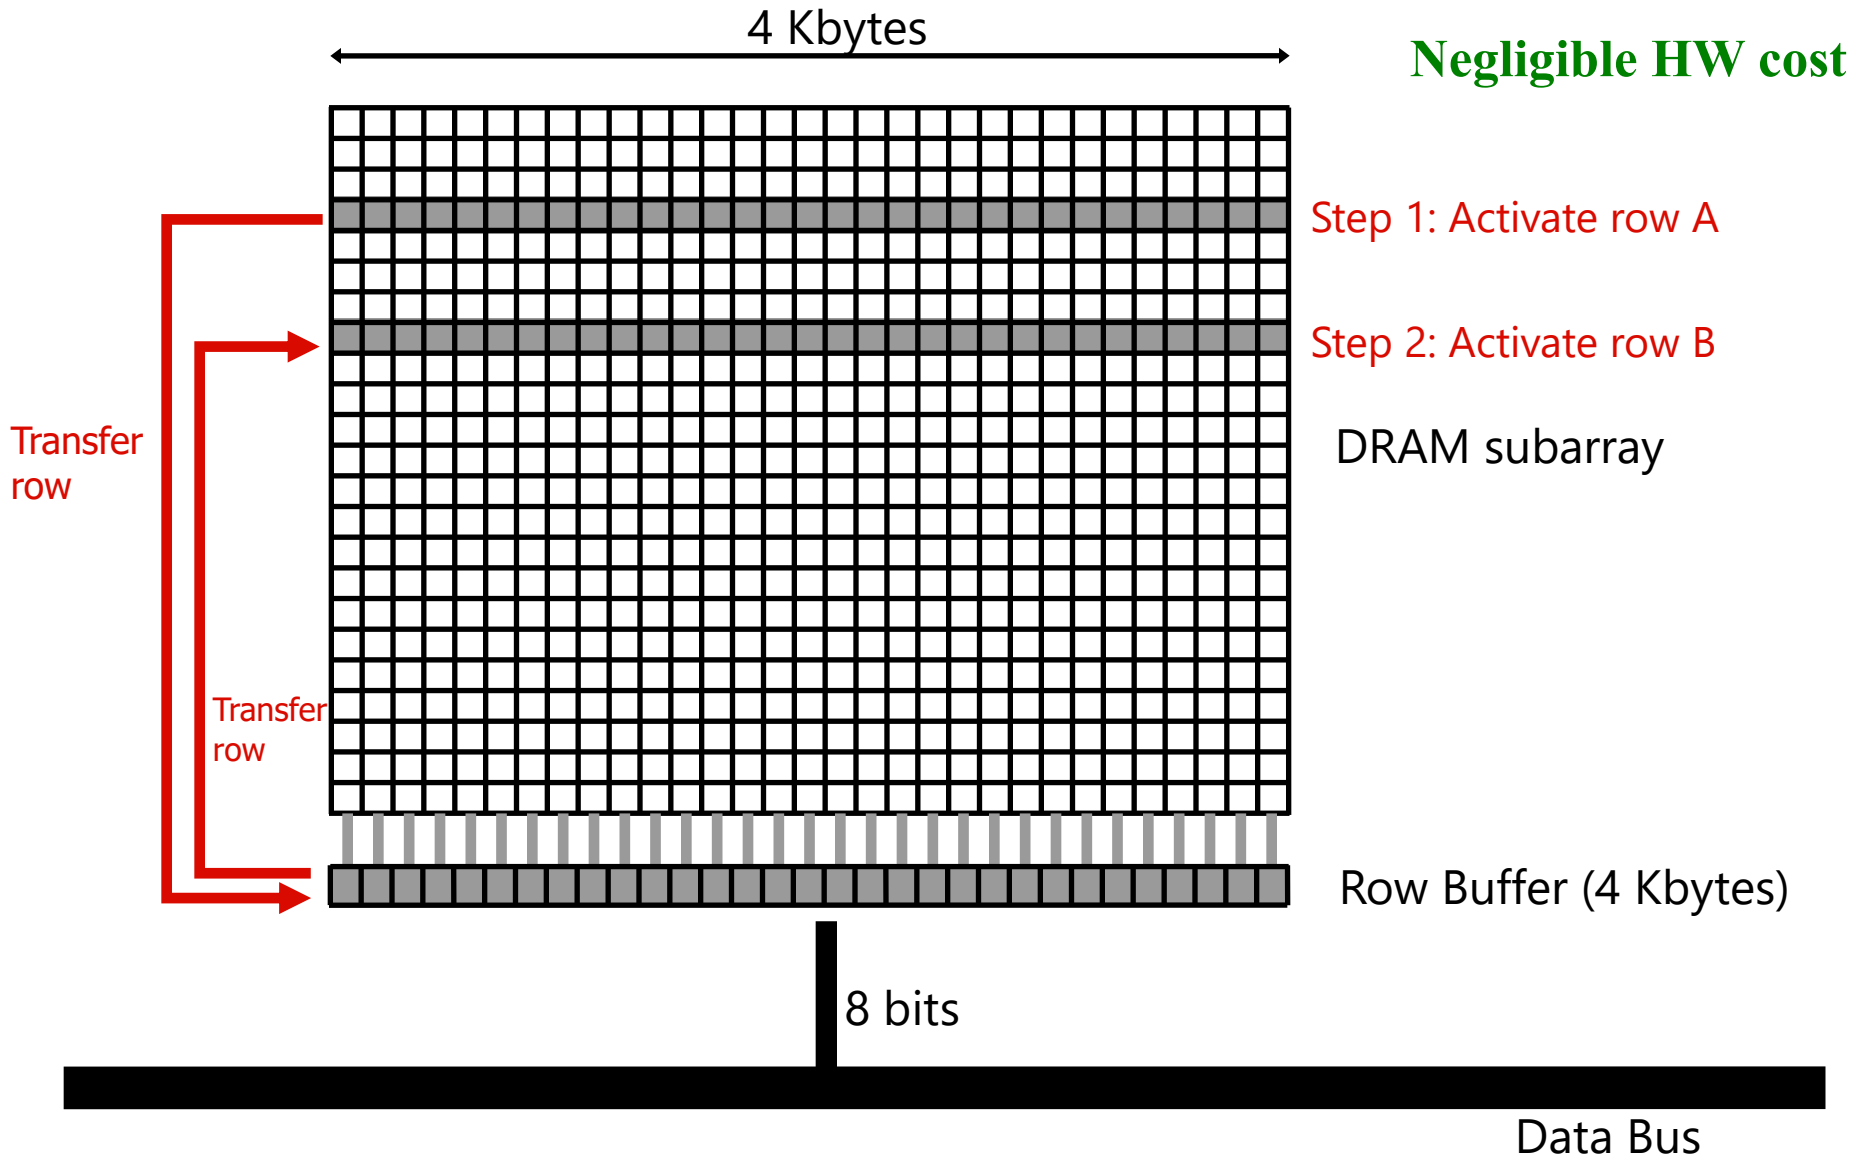 4 Kbytes
Negligible HW cost
Step 1: Activate row A
Step 2: Activate row B
Transfer
row
DRAM subarray
Transfer
row
Row Buffer (4 Kbytes)
8 bits
Data Bus